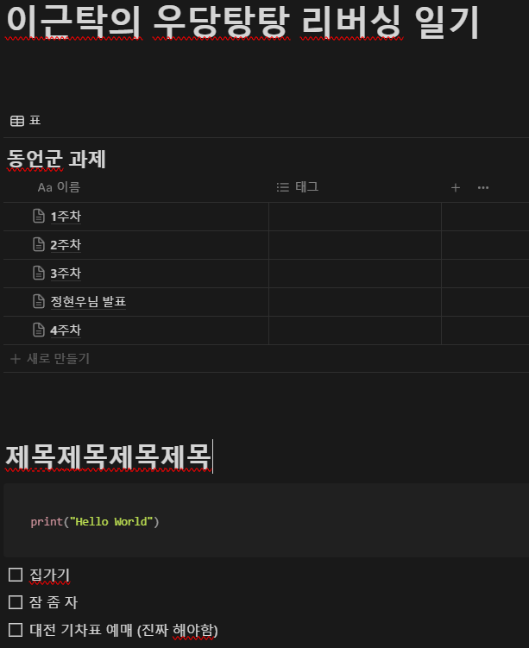 이근탁의 우당탕탕 리버싱 일기
표
동언군 과제
Aa 이름 태그
1주차
2주차
3주차
정현우님 발표
4주차
+ 새로 만들기
제목제목제목제목
print("Hello World")
집가기
잠 좀 자
대전 기차표 예매 (진짜 해야함)